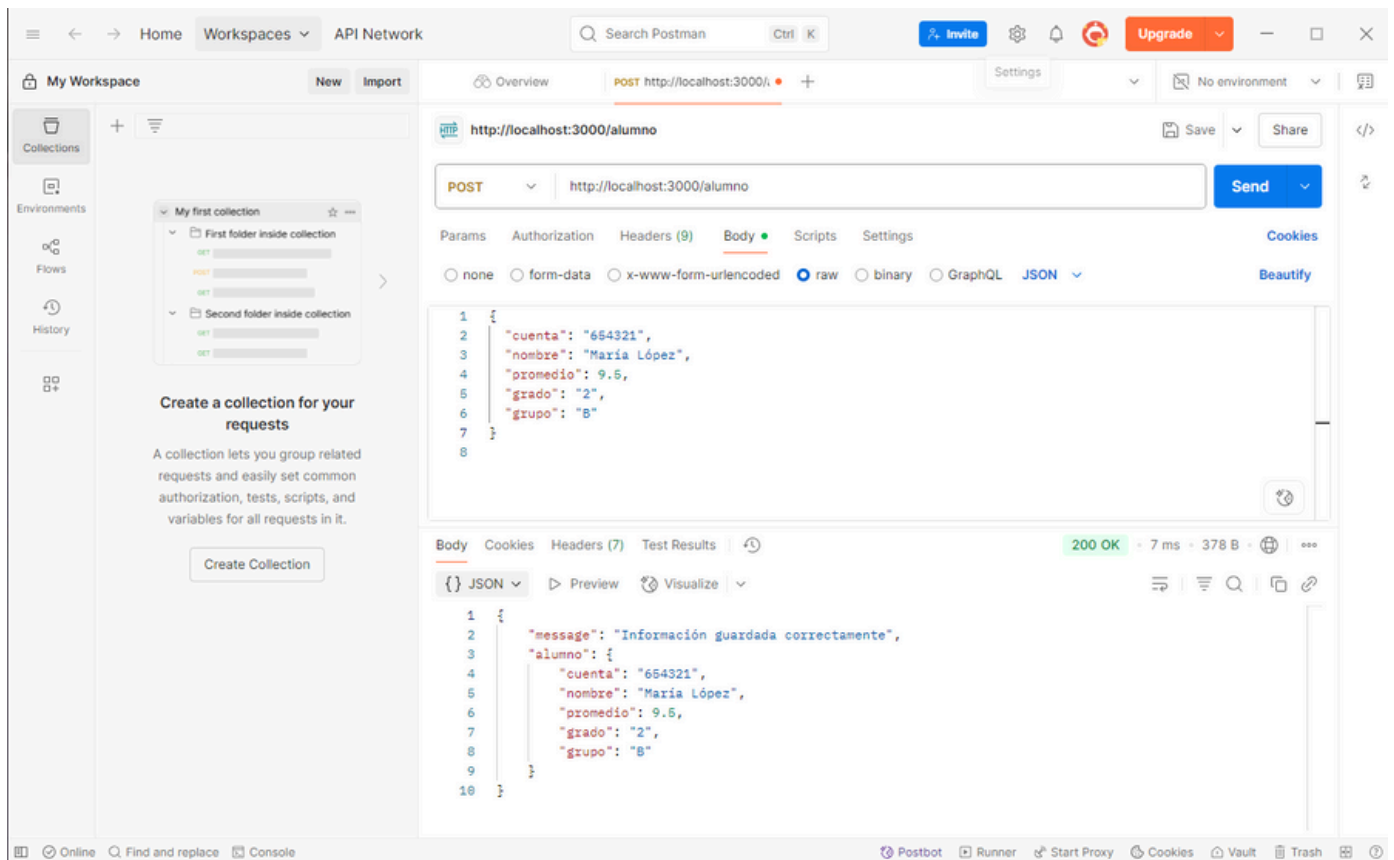 Home Workspaces API Network Search Postman Ctrl K Invite Upgrade
My Workspace New Import Overview POST http://localhost:3000/a Settings No environment
Collections
Environments
Flows
History
My first collection
First folder inside collection
GET
POST
GET
Second folder inside collection
GET
GET
Create a collection for your
requests
A collection lets you group related
requests and easily set common
authorization, tests, scripts, and
variables for all requests in it.
Create Collection
HTTP http://localhost:3000/alumno Save Share
POST http://localhost:3000/alumno Send
Params Authorization Headers (9) Body Scripts Settings Cookies
none form-data x-www-form-urlencoded raw binary GraphQL JSON Beautify
1 {
2 "cuenta": "654321",
3 "nombre": "María López",
4 "promedio": 9.5,
5 "grado": "2",
6 "grupo": "B"
7 }
8
Body Cookies Headers (7) Test Results 200 OK 7 ms 378 B
{} JSON Preview Visualize
1 {
2 "message": "Información guardada correctamente",
3 "alumno": {
4 "cuenta": "654321",
5 "nombre": "María López",
6 "promedio": 9.5,
7 "grado": "2",
8 "grupo": "B"
9 }
10 }
Online Find and replace Console Postbot Runner Start Proxy Cookies Vault Trash